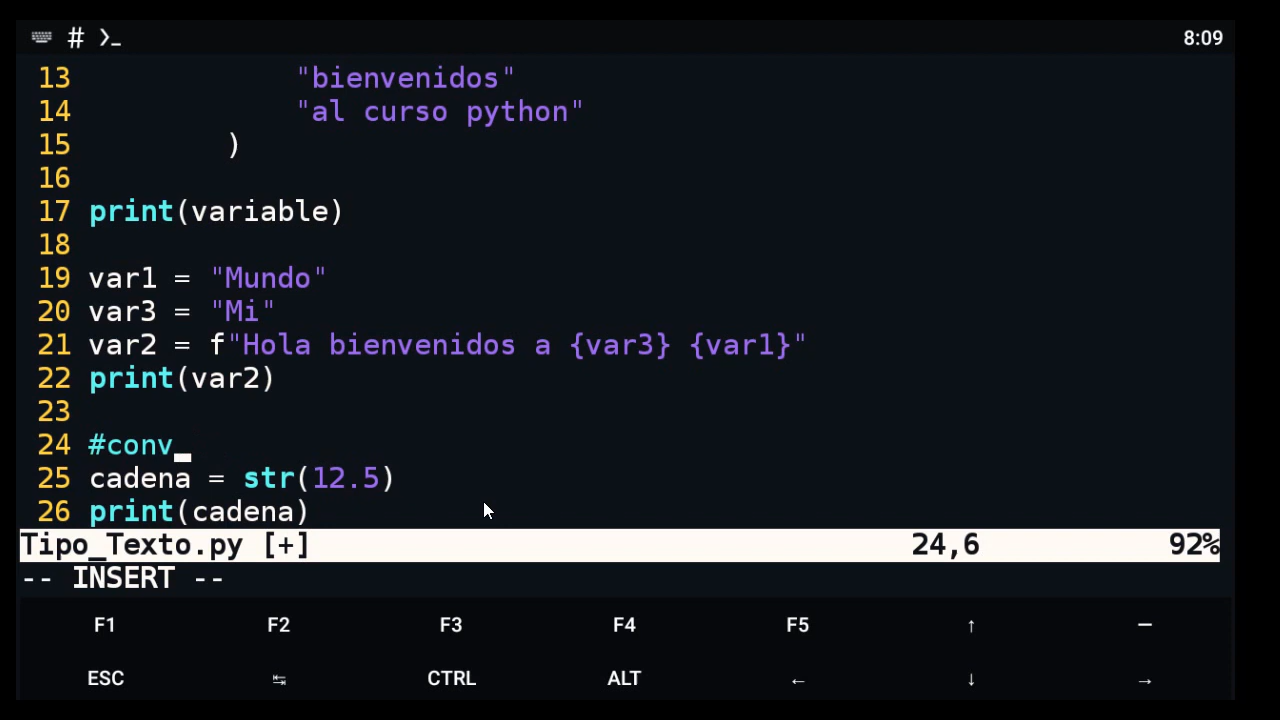 # ❯_ 8:09
13 "bienvenidos"
14 "al curso python"
15 )
16
17 print(variable)
18
19 var1 = "Mundo"
20 var3 = "Mi"
21 var2 = f"Hola bienvenidos a {var3} {var1}"
22 print(var2)
23
24 #conv
25 cadena = str(12.5)
26 print(cadena)
Tipo_Texto.py [+] 24,6 92%
-- INSERT --
F1 F2 F3 F4 F5 ↑ —
ESC ↹ CTRL ALT ← ↓ →